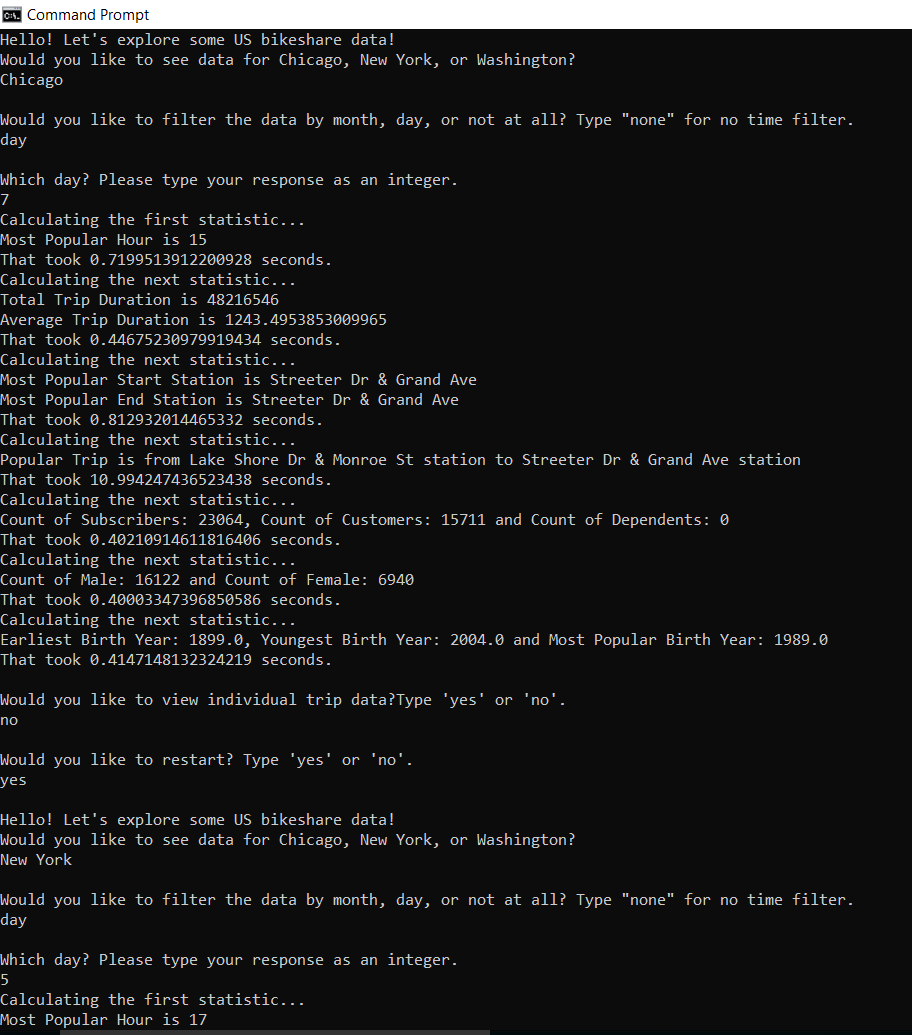 Command Prompt
Hello! Let's explore some US bikeshare data!
Would you like to see data for Chicago, New York, or Washington?
Chicago
Would you like to filter the data by month, day, or not at all? Type "none" for no time filter.
day
Which day? Please type your response as an integer.
7
Calculating the first statistic...
Most Popular Hour is 15
That took 0.7199513912200928 seconds.
Calculating the next statistic...
Total Trip Duration is 48216546
Average Trip Duration is 1243.4953853009965
That took 0.44675230979919434 seconds.
Calculating the next statistic...
Most Popular Start Station is Streeter Dr & Grand Ave
Most Popular End Station is Streeter Dr & Grand Ave
That took 0.812932014465332 seconds.
Calculating the next statistic...
Popular Trip is from Lake Shore Dr & Monroe St station to Streeter Dr & Grand Ave station
That took 10.994247436523438 seconds.
Calculating the next statistic...
Count of Subscribers: 23064, Count of Customers: 15711 and Count of Dependents: 0
That took 0.40210914611816406 seconds.
Calculating the next statistic...
Count of Male: 16122 and Count of Female: 6940
That took 0.40003347396850586 seconds.
Calculating the next statistic...
Earliest Birth Year: 1899.0, Youngest Birth Year: 2004.0 and Most Popular Birth Year: 1989.0
That took 0.4147148132324219 seconds.
Would you like to view individual trip data?Type 'yes' or 'no'.
no
Would you like to restart? Type 'yes' or 'no'.
yes
Hello! Let's explore some US bikeshare data!
Would you like to see data for Chicago, New York, or Washington?
New York
Would you like to filter the data by month, day, or not at all? Type "none" for no time filter.
day
Which day? Please type your response as an integer.
5
Calculating the first statistic...
Most Popular Hour is 17